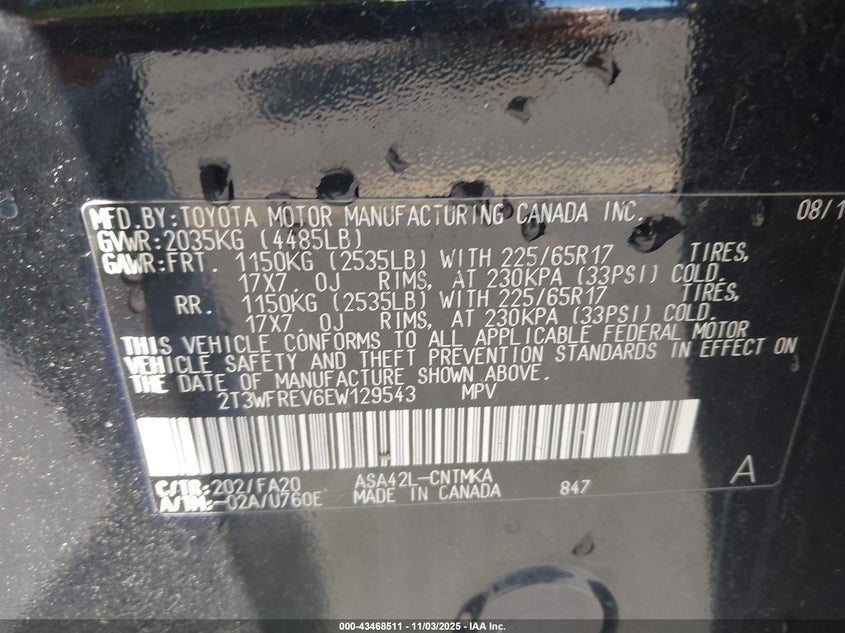 MFD.BY:TOYOTA MOTOR MANUFACTURING CANADA INC. 08/1
GVWR:2035KG (4485LB)
GAWR:FRT. 1150KG (2535LB) WITH 225/65R17 TIRES,
17X7.0J RIMS, AT 230KPA (33PSI) COLD.
RR. 1150KG (2535LB) WITH 225/65R17 TIRES,
17X7.0J RIMS, AT 230KPA (33PSI) COLD.
THIS VEHICLE CONFORMS TO ALL APPLICABLE FEDERAL MOTOR
VEHICLE SAFETY AND THEFT PREVENTION STANDARDS IN EFFECT ON
THE DATE OF MANUFACTURE SHOWN ABOVE.
2T3WFREV6EW129543 MPV
C/TR:202/FA20 ASA42L-CNTMKA A
A/TM:-02A/U760E MADE IN CANADA 847
000-43468511 - 11/03/2025 - IAA Inc.